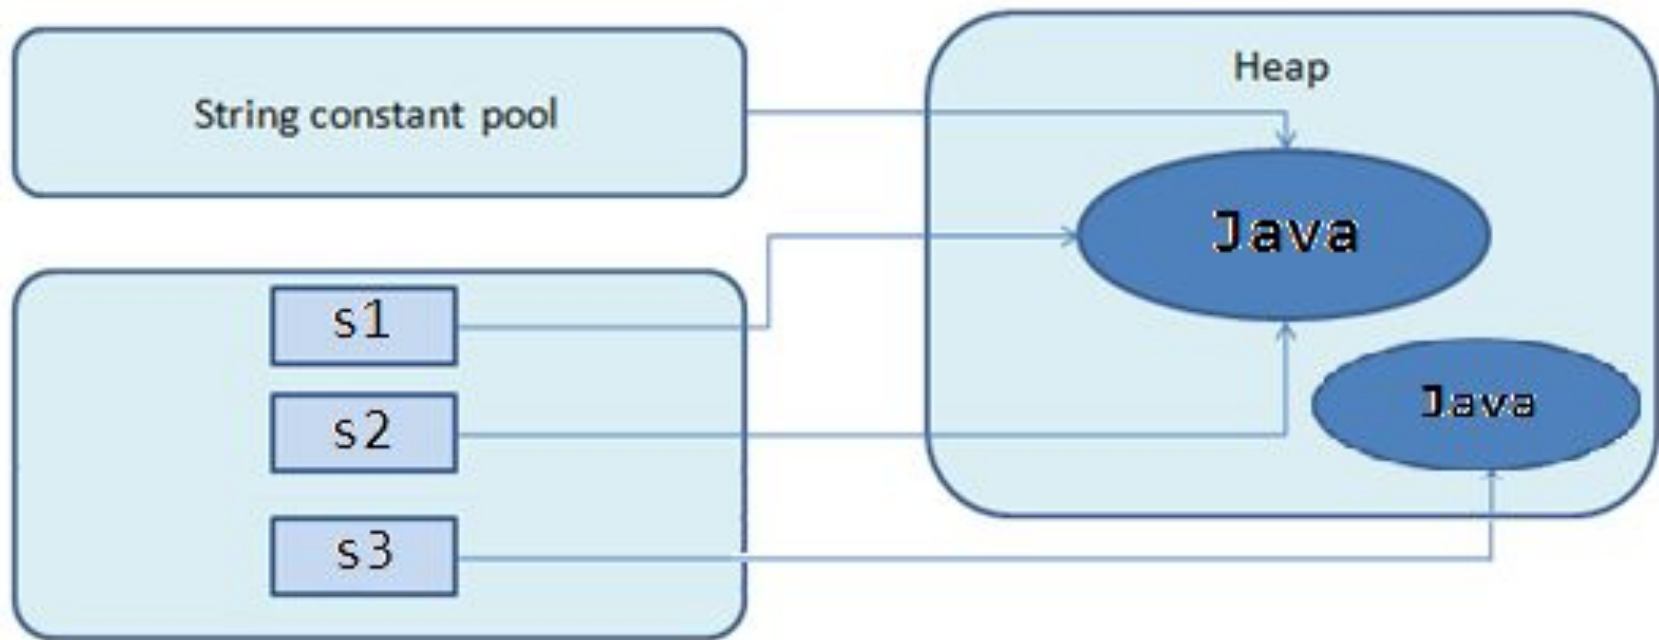 String constant pool
Heap
Java
s1
s2
Java
s3